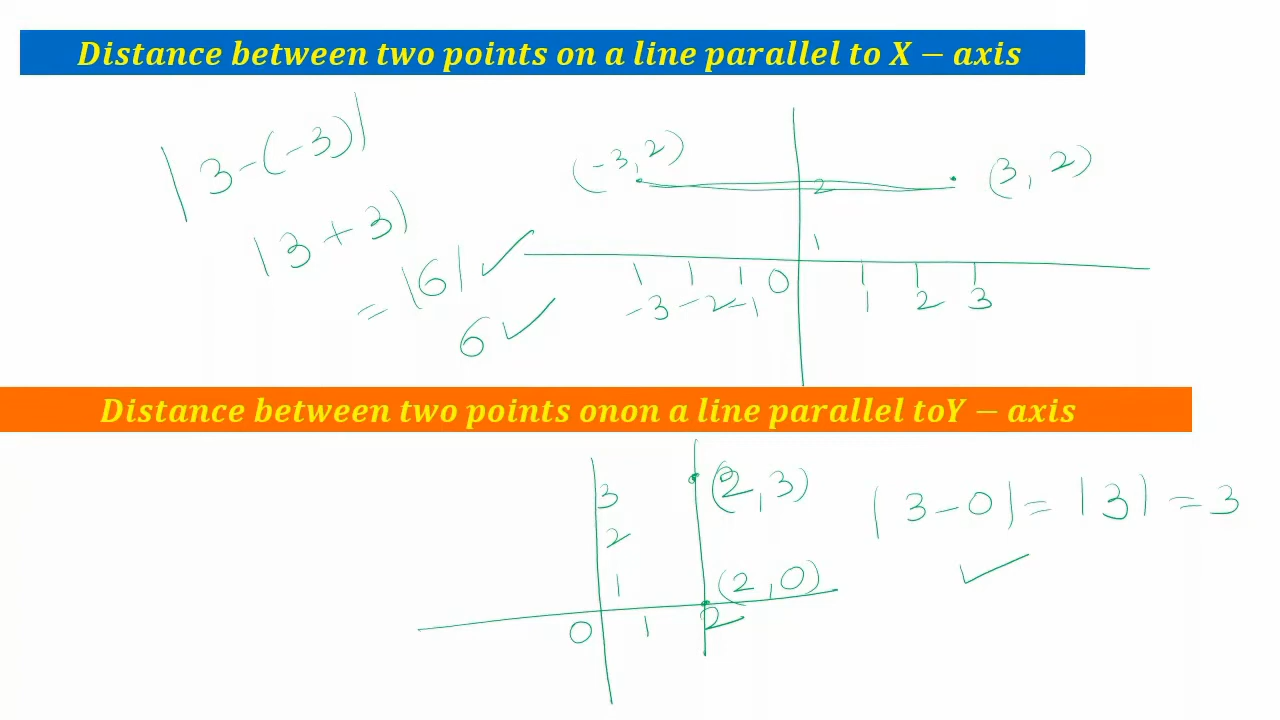 Distance between two points on a line parallel to X − axis
|3-(-3)|
|3+3|
= |6|
6
(-3,2)
(3, 2)
2
1
-3 -2 -1 0 1 2 3
Distance between two points onon a line parallel toY − axis
3
2
1
0 1 2
(2,3)
(2,0)
|3-0| = |3| = 3